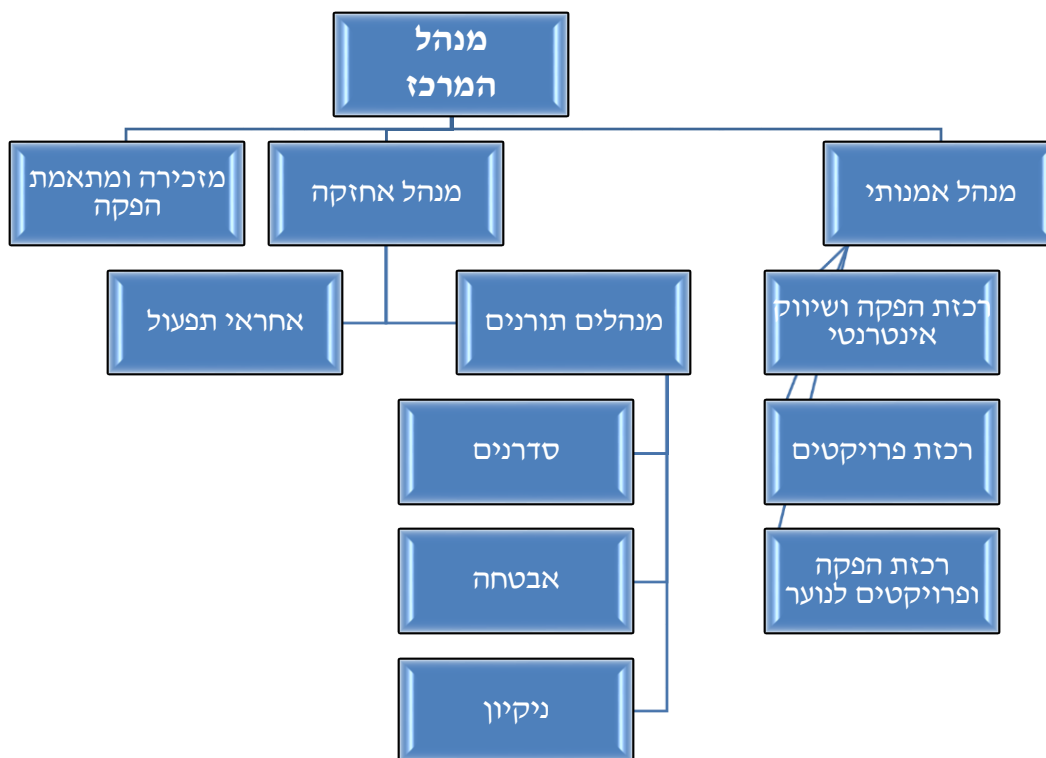 מנהל
המרכז
מנהל אמנותי
מנהל אחזקה
מזכירה ומתאמת
הפקה
רכזת הפקה ושיווק
אינטרנטי
רכזת פרויקטים
רכזת הפקה
ופרויקטים לנוער
מנהלים תורנים
אחראי תפעול
סדרנים
אבטחה
ניקיון